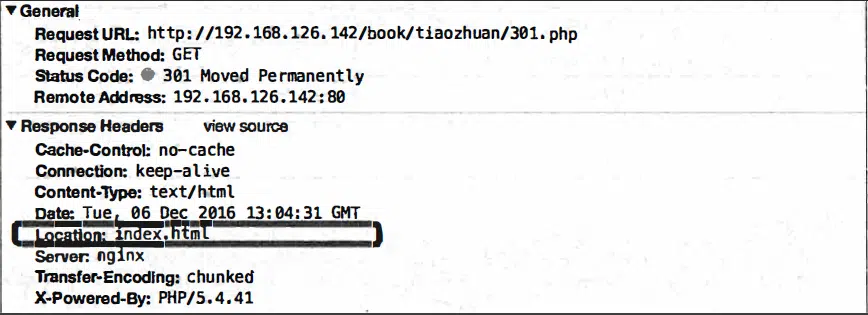 ▼ General
Request URL: http://192.168.126.142/book/tiaozhuan/301.php
Request Method: GET
Status Code: 301 Moved Permanently
Remote Address: 192.168.126.142:80
▼ Response Headers view source
Cache-Control: no-cache
Connection: keep-alive
Content-Type: text/html
Date: Tue, 06 Dec 2016 13:04:31 GMT
Location: index.html
Server: nginx
Transfer-Encoding: chunked
X-Powered-By: PHP/5.4.41